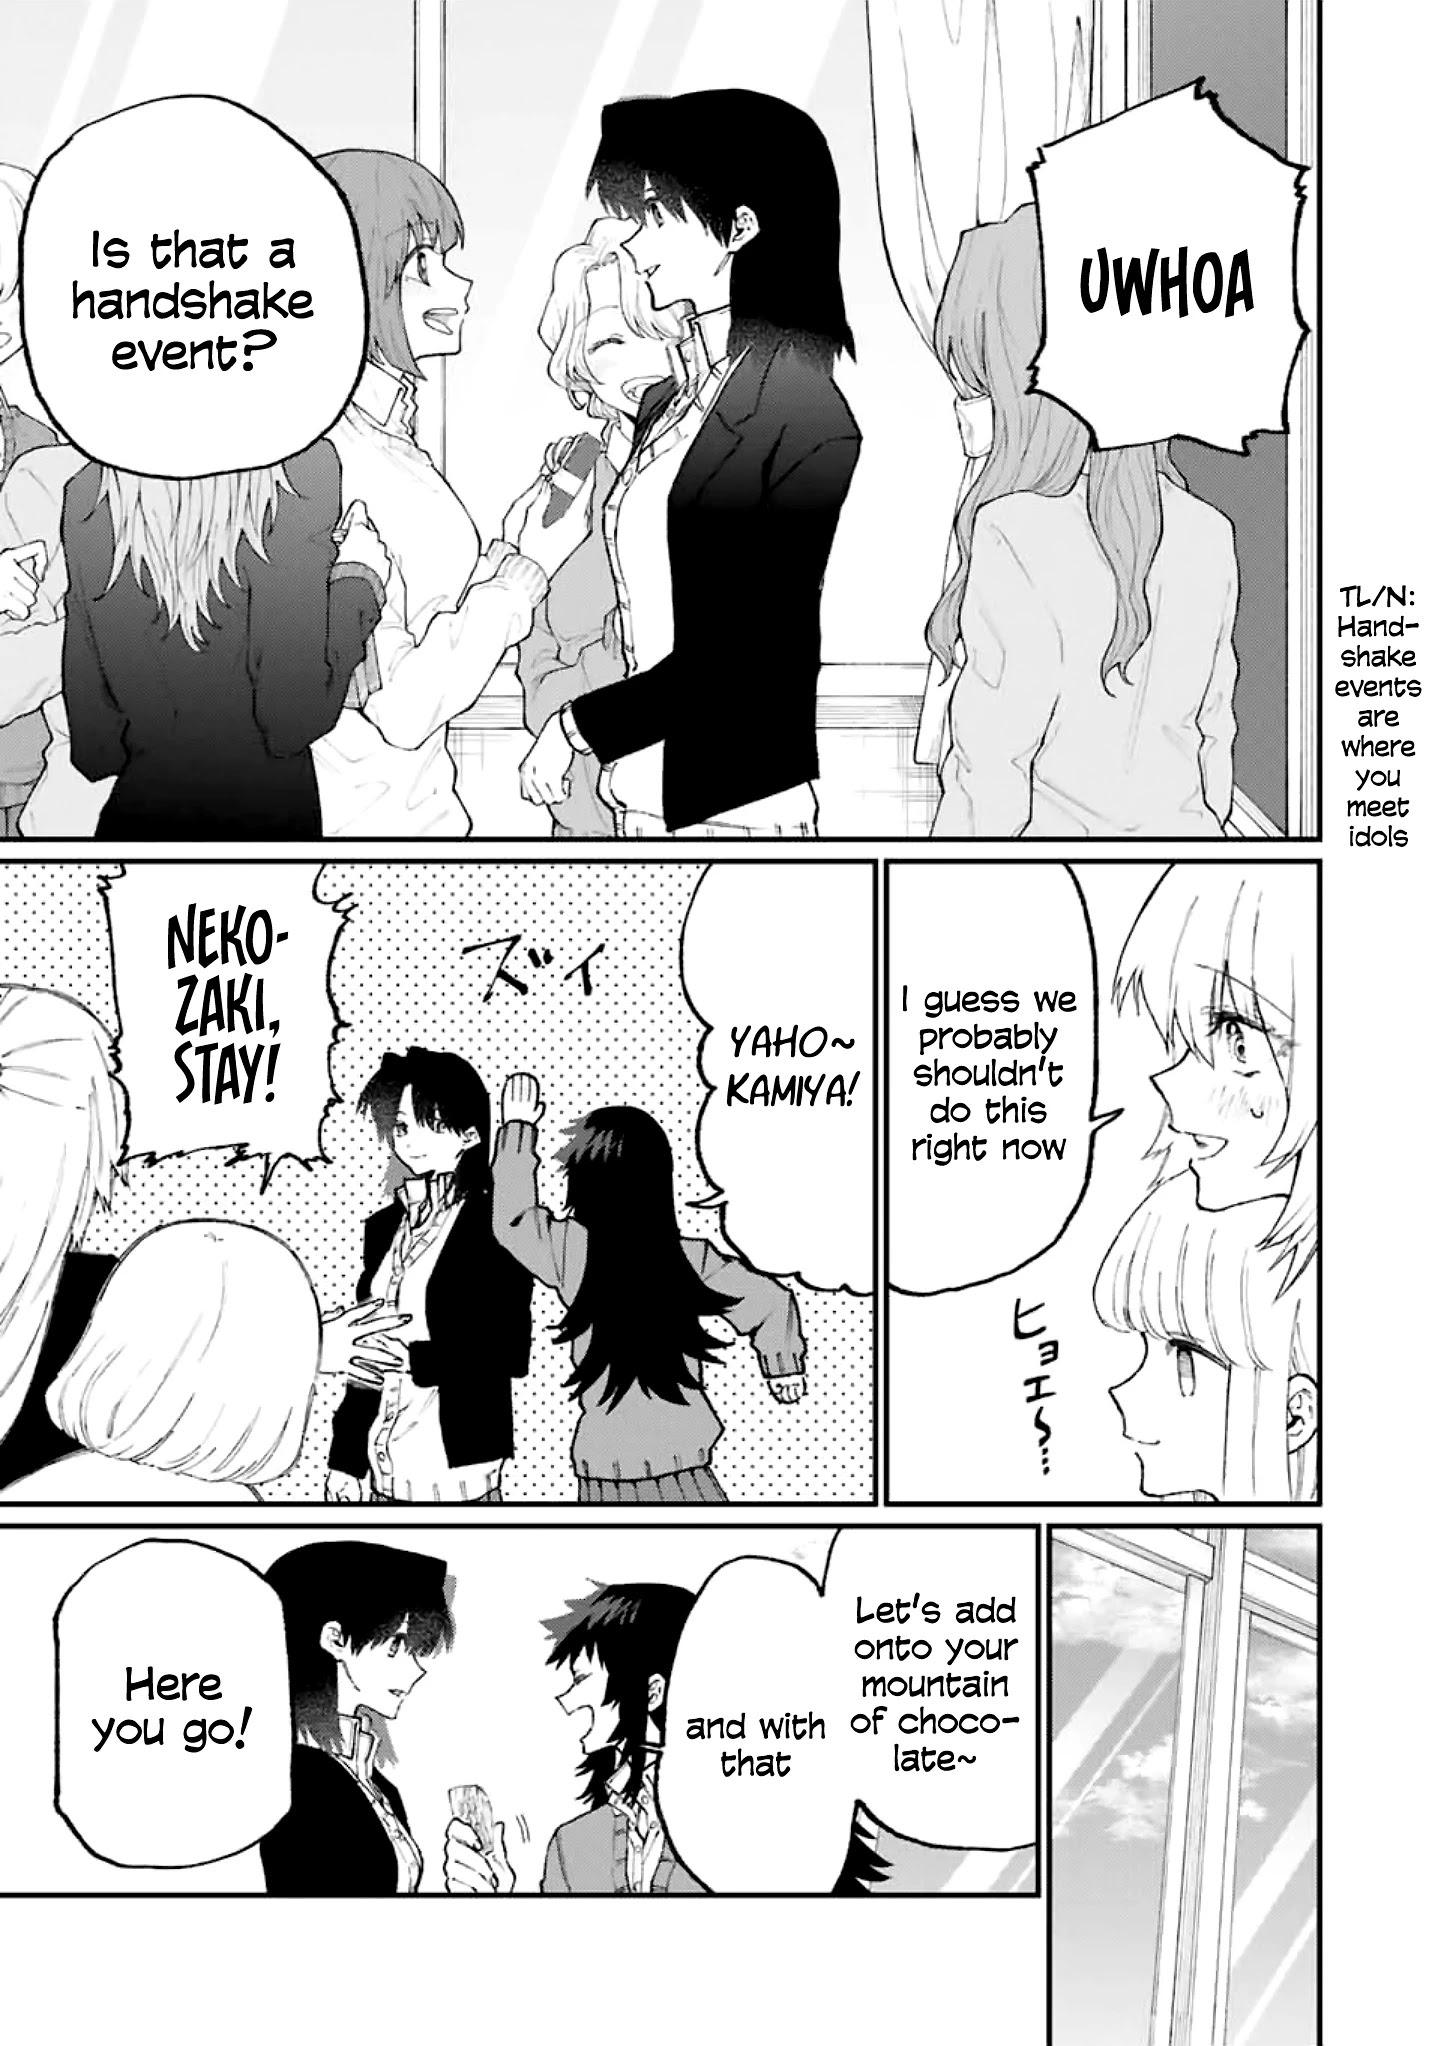 UWHOA
Is that a
handshake
event?
TL/N:
Hand-
shake
events
are
where
you
meet
idols
I guess we
probably
shouldn't
do this
right now
ヒョエ〜…
YAHO~
KAMIYA!
ズイ
NEKO-
ZAKI,
STAY!
Let's add
onto your
mountain
of choco-
late~
and with
that
Here
you go!